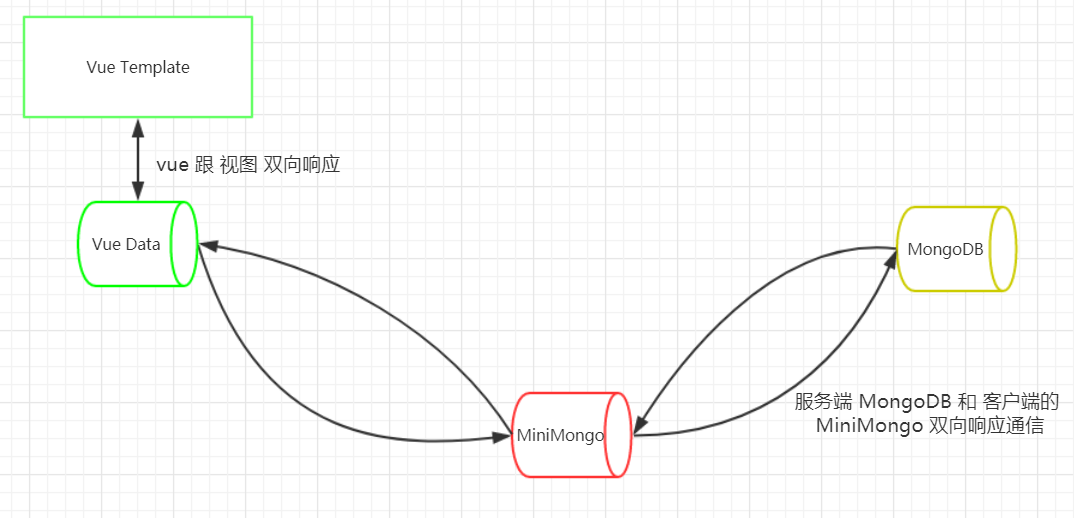 Vue Template
vue 跟 视图 双向响应
Vue Data
MongoDB
MiniMongo
服务端 MongoDB 和 客户端的
MiniMongo 双向响应通信